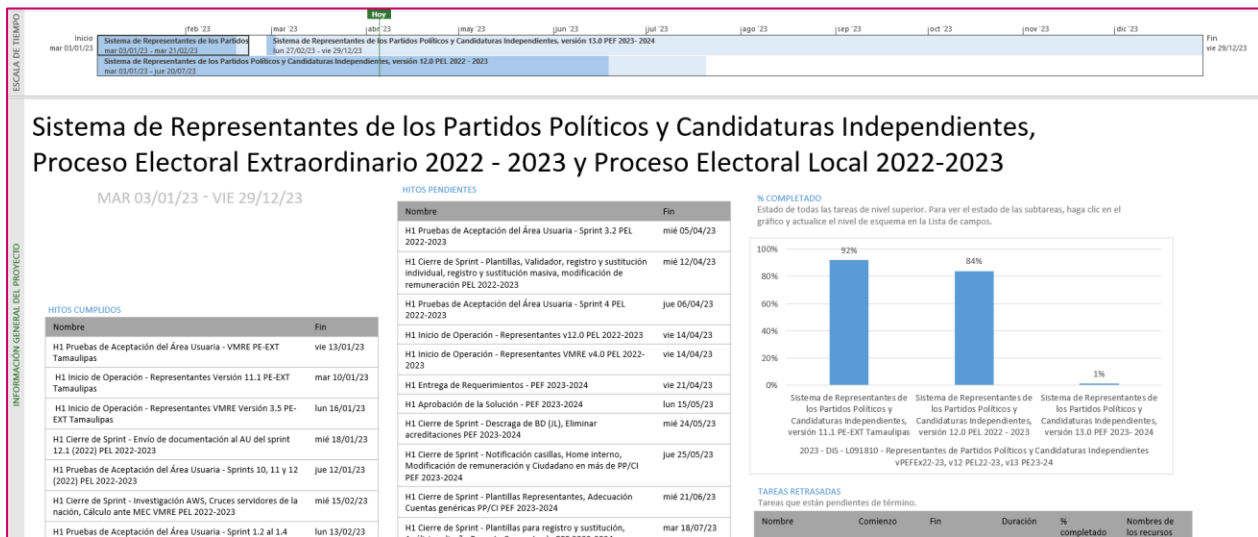 Hoy
ESCALA DE TIEMPO
Inicio
mar 03/01/23
feb '23 mar '23 abr '23 may '23 jun '23 jul '23 ago '23 sep '23 oct '23 nov '23 dic '23
Sistema de Representantes de los Partidos
mar 03/01/23 - mar 21/02/23
Sistema de Representantes de los Partidos Políticos y Candidaturas Independientes, versión 13.0 PEF 2023- 2024
lun 27/02/23 - vie 29/12/23
Sistema de Representantes de los Partidos Políticos y Candidaturas Independientes, versión 12.0 PEL 2022 - 2023
mar 03/01/23 - jue 20/07/23
Fin
vie 29/12/23
INFORMACIÓN GENERAL DEL PROYECTO
Sistema de Representantes de los Partidos Políticos y Candidaturas Independientes,
Proceso Electoral Extraordinario 2022 - 2023 y Proceso Electoral Local 2022-2023
MAR 03/01/23 - VIE 29/12/23
HITOS CUMPLIDOS
Nombre Fin
H1 Pruebas de Aceptación del Área Usuaria - VMRE PE-EXT vie 13/01/23
Tamaulipas
H1 Inicio de Operación - Representantes Versión 11.1 PE-EXT mar 10/01/23
Tamaulipas
H1 Inicio de Operación - Representantes VMRE Versión 3.5 PE- lun 16/01/23
EXT Tamaulipas
H1 Cierre de Sprint - Envío de documentación al AU del sprint mié 18/01/23
12.1 (2022) PEL 2022-2023
H1 Pruebas de Aceptación del Área Usuaria - Sprints 10, 11 y 12 jue 12/01/23
(2022) PEL 2022-2023
H1 Cierre de Sprint - Investigación AWS, Cruces servidores de la mié 15/02/23
nación, Cálculo ante MEC VMRE PEL 2022-2023
H1 Pruebas de Aceptación del Área Usuaria - Sprint 1.2 al 1.4 lun 13/02/23
HITOS PENDIENTES
Nombre Fin
H1 Pruebas de Aceptación del Área Usuaria - Sprint 3.2 PEL mié 05/04/23
2022-2023
H1 Cierre de Sprint - Plantillas, Validador, registro y sustitución mié 12/04/23
individual, registro y sustitución masiva, modificación de
remuneración PEL 2022-2023
H1 Pruebas de Aceptación del Área Usuaria - Sprint 4 PEL jue 06/04/23
2022-2023
H1 Inicio de Operación - Representantes v12.0 PEL 2022-2023 vie 14/04/23
H1 Inicio de Operación - Representantes VMRE v4.0 PEL 2022- vie 14/04/23
2023
H1 Entrega de Requerimientos - PEF 2023-2024 vie 21/04/23
H1 Aprobación de la Solución - PEF 2023-2024 lun 15/05/23
H1 Cierre de Sprint - Descraga de BD (JL), Eliminar mié 24/05/23
acreditaciones PEF 2023-2024
H1 Cierre de Sprint - Notificación casillas, Home interno, jue 25/05/23
Modificación de remuneración y Ciudadano en más de PP/CI
PEF 2023-2024
H1 Cierre de Sprint - Plantillas Representantes, Adecuación mié 21/06/23
Cuentas genéricas PP/CI PEF 2023-2024
H1 Cierre de Sprint - Plantillas para registro y sustitución, mar 18/07/23
% COMPLETADO
Estado de todas las tareas de nivel superior. Para ver el estado de las subtareas, haga clic en el
gráfico y actualice el nivel de esquema en la Lista de campos.
100%
80%
60%
40%
20%
0%
92%
84%
1%
Sistema de Representantes de Sistema de Representantes de Sistema de Representantes de
los Partidos Políticos y los Partidos Políticos y los Partidos Políticos y
Candidaturas Independientes, Candidaturas Independientes, Candidaturas Independientes,
versión 11.1 PE-EXT Tamaulipas versión 12.0 PEL 2022 - 2023 versión 13.0 PEF 2023- 2024
2023 - DIS - L091810 - Representantes de Partidos Políticos y Candidaturas Independientes
vPEFEx22-23, v12 PEL22-23, v13 PE23-24
TAREAS RETRASADAS
Tareas que están pendientes de término.
Nombre Comienzo Fin Duración % completado Nombres de los recursos